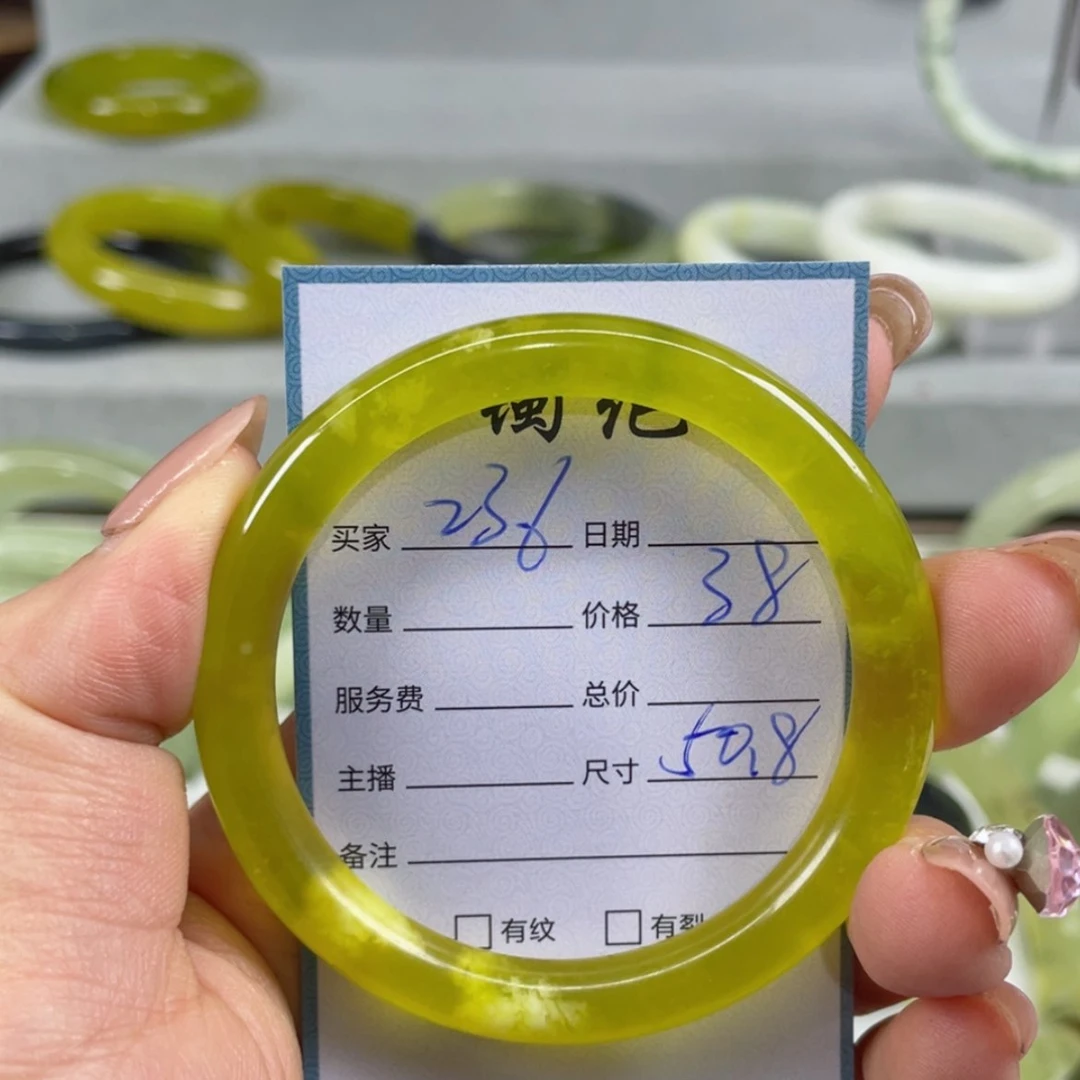 买家 236 日期
数量 价格 38
服务费 总价
主播 尺寸 50.8
备注
□有纹 □有裂